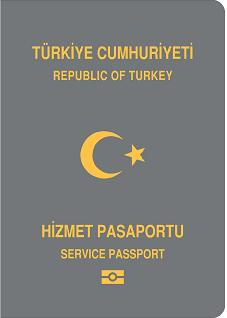 TÜRKİYE CUMHURİYETİ
REPUBLIC OF TURKEY
HİZMET PASAPORTU
SERVICE PASSPORT